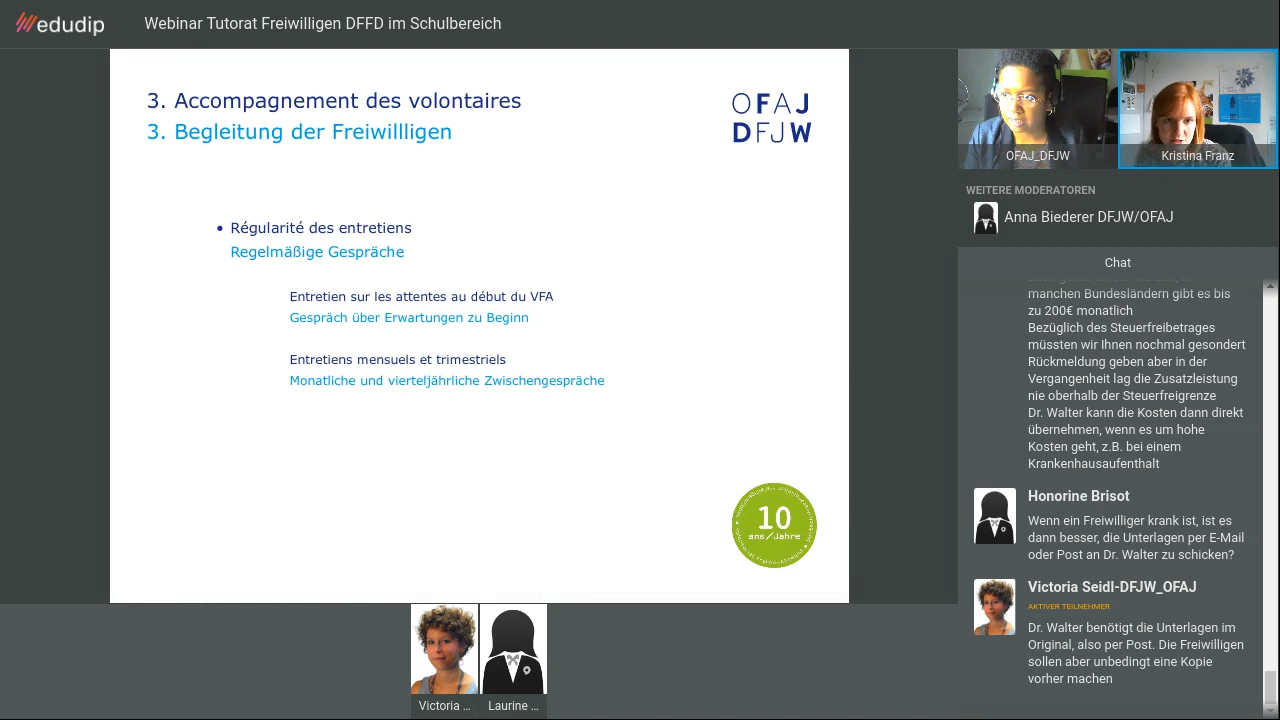 edudip
Webinar Tutorat Freiwilligen DFFD im Schulbereich
3. Accompagnement des volontaires
3. Begleitung der Freiwillligen
OFAJ
DFJW
• Régularité des entretiens
Regelmäßige Gespräche
Entretien sur les attentes au début du VFA
Gespräch über Erwartungen zu Beginn
Entretiens mensuels et trimestriels
Monatliche und vierteljährliche Zwischengespräche
10
ans/Jahre
Victoria ...
Laurine ...
OFAJ_DFJW
Kristina Franz
WEITERE MODERATOREN
Anna Biederer DFJW/OFAJ
Chat
manchen Bundesländern gibt es bis
zu 200€ monatlich
Bezüglich des Steuerfreibetrages
müssten wir Ihnen nochmal gesondert
Rückmeldung geben aber in der
Vergangenheit lag die Zusatzleistung
nie oberhalb der Steuerfreigrenze
Dr. Walter kann die Kosten dann direkt
übernehmen, wenn es um hohe
Kosten geht, z.B. bei einem
Krankenhausaufenthalt
Honorine Brisot
Wenn ein Freiwilliger krank ist, ist es
dann besser, die Unterlagen per E-Mail
oder Post an Dr. Walter zu schicken?
Victoria Seidl-DFJW_OFAJ
AKTIVER TEILNEHMER
Dr. Walter benötigt die Unterlagen im
Original, also per Post. Die Freiwilligen
sollen aber unbedingt eine Kopie
vorher machen